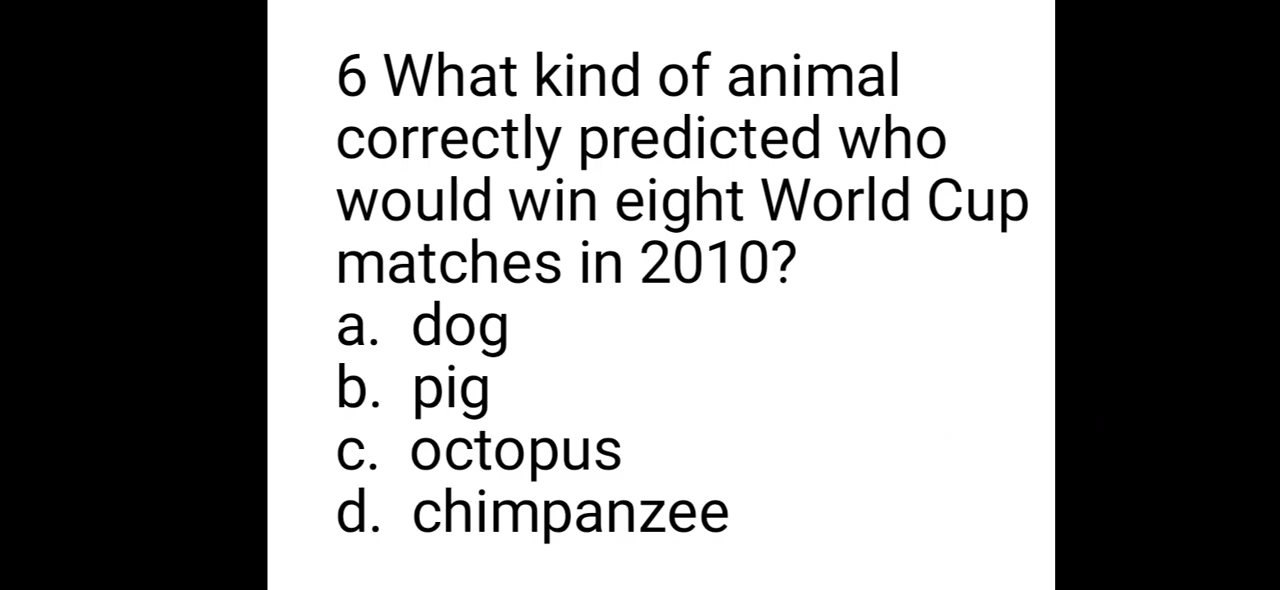 6 What kind of animal
correctly predicted who
would win eight World Cup
matches in 2010?
a. dog
b. pig
c. octopus
d. chimpanzee